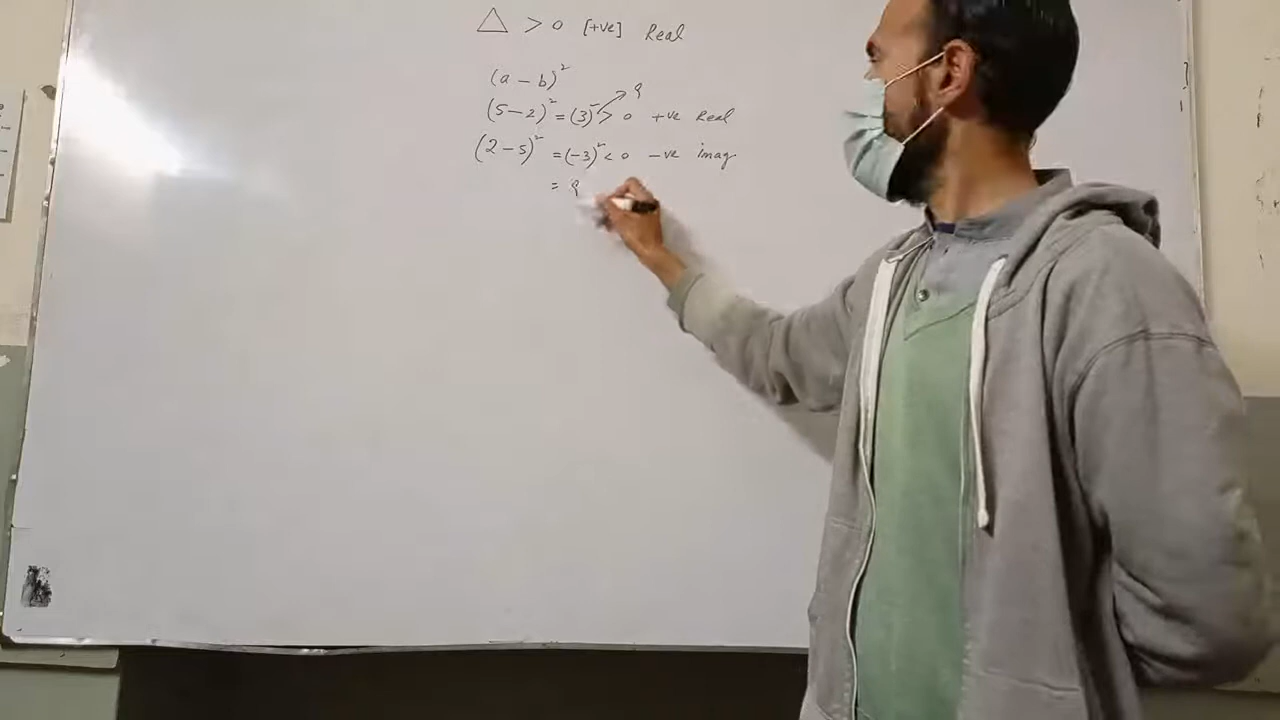 △ > 0 [+ve] Real
(a - b)²
(5-2)² = (3)² > 0 +ve Real
9
(2-5)² = (-3)² < 0 -ve imag
= 9